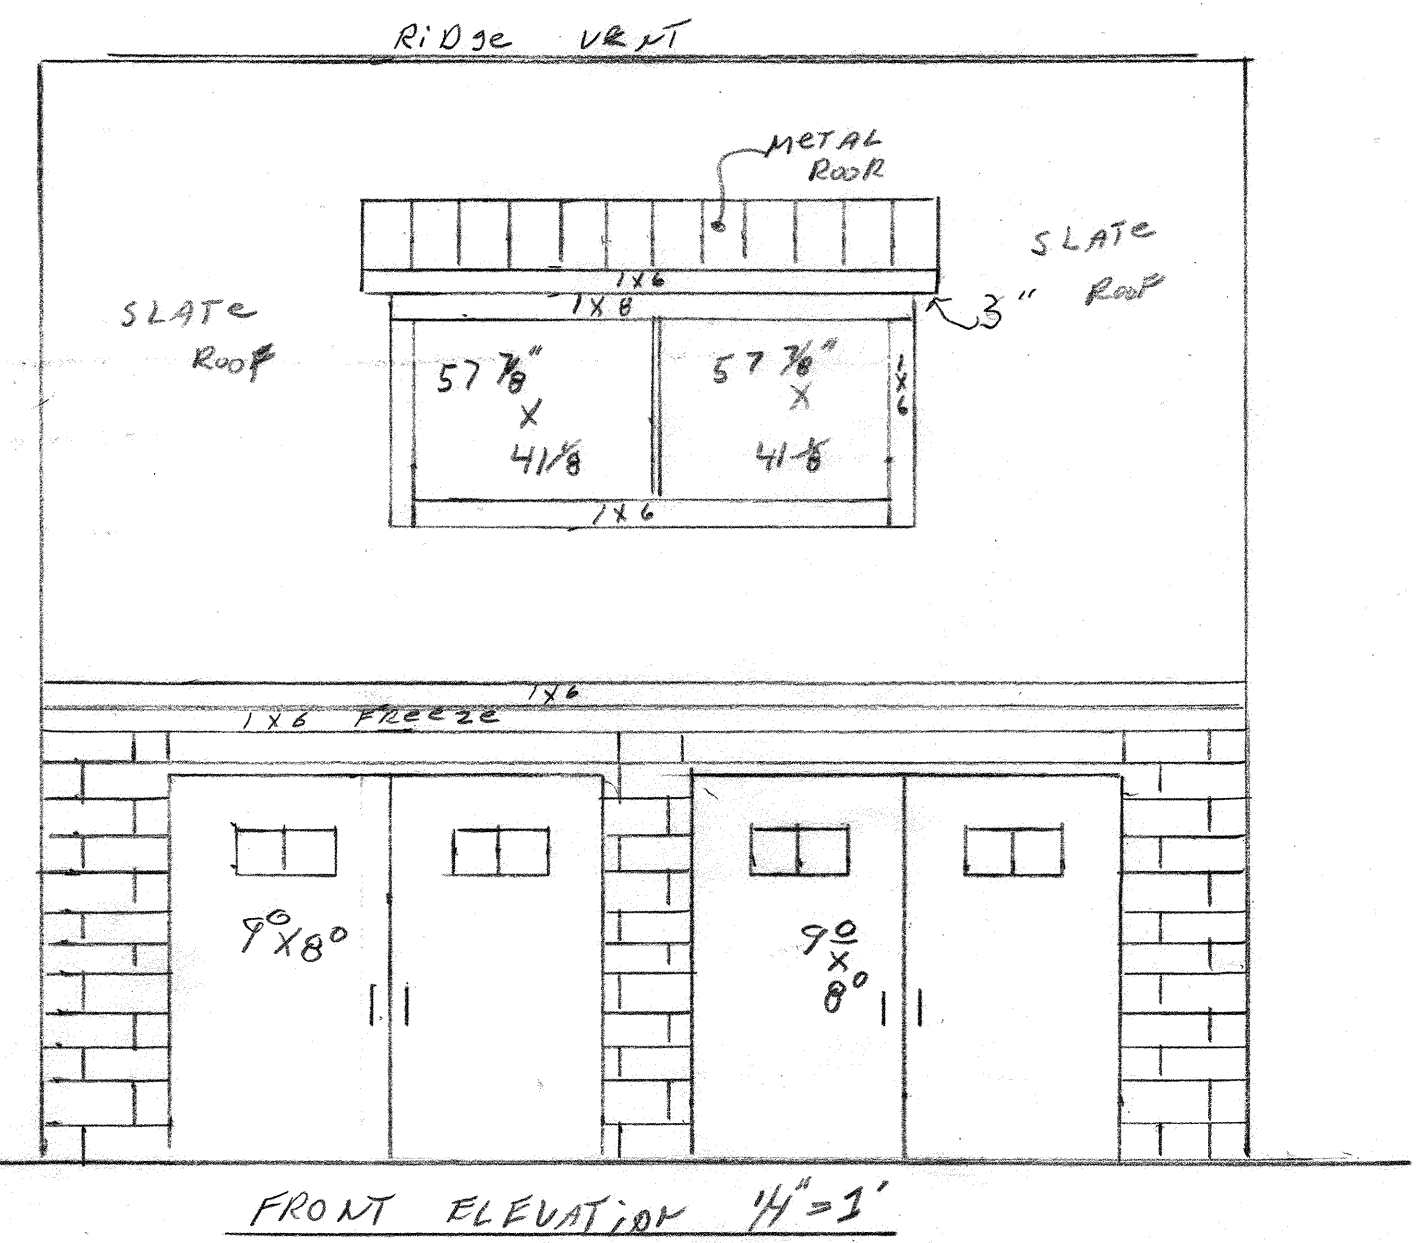 RiDge VENT
METAL
ROOF
SLATe
ROOF
SLATe
ROOF
1x6
1x8
3"
57 7/8"
X
41 1/8
57 7/8"
X
41 1/8
1x6
1x6
1x6
1x6 FReeze
9⁰x8⁰
9⁰
x
8⁰
FRONT ELEVATioN 1/4"=1'